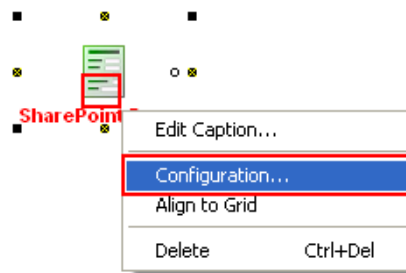 SharePoint
Edit Caption...
Configuration...
Align to Grid
Delete Ctrl+Del